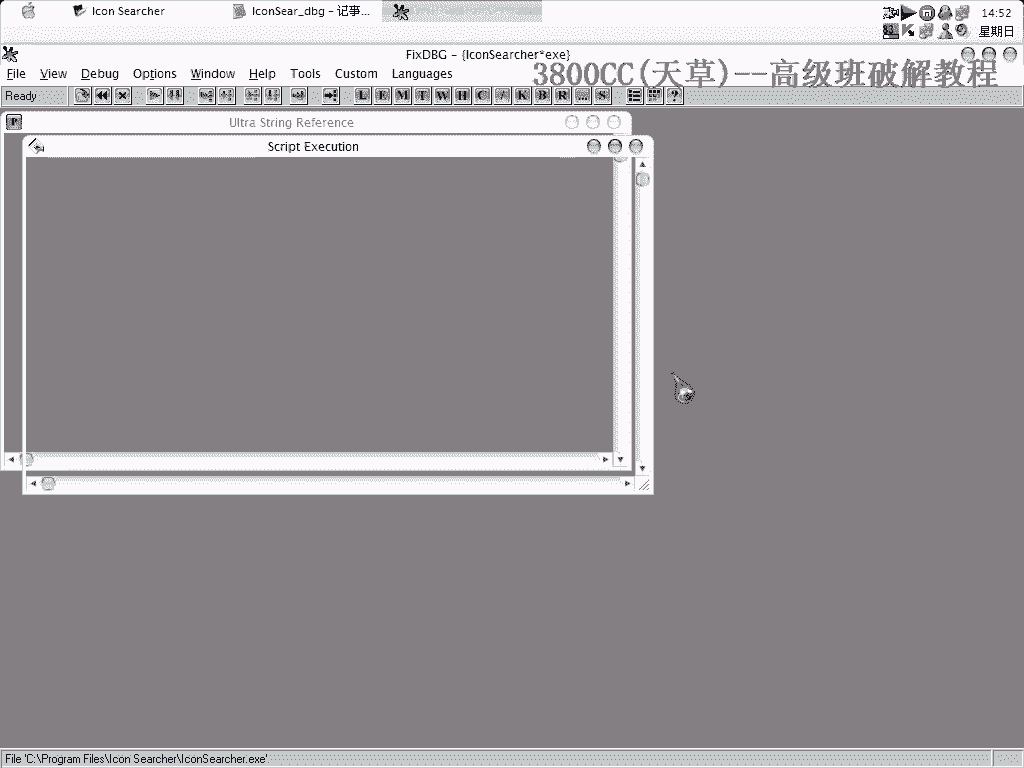 Icon Searcher
IconSear_dbg - 记事...
14:52
星期日
FixDBG - {IconSearcher*exe}
File View Debug Options Window Help Tools Custom Languages
3800CC(天草)--高级班破解教程
Ready
L E M T W H C / K B R ... S
?
P
Ultra String Reference
Script Execution
File 'C:\Program Files\Icon Searcher\IconSearcher.exe'